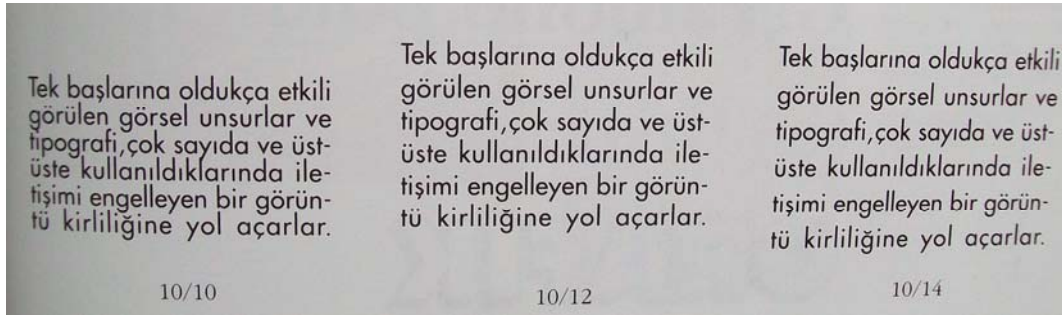 Tek başlarına oldukça etkili
görülen görsel unsurlar ve
tipografi,çok sayıda ve üst-
üste kullanıldıklarında ile-
tişimi engelleyen bir görün-
tü kirliliğine yol açarlar.
10/10
Tek başlarına oldukça etkili
görülen görsel unsurlar ve
tipografi,çok sayıda ve üst-
üste kullanıldıklarında ile-
tişimi engelleyen bir görün-
tü kirliliğine yol açarlar.
10/12
Tek başlarına oldukça etkili
görülen görsel unsurlar ve
tipografi,çok sayıda ve üst-
üste kullanıldıklarında ile-
tişimi engelleyen bir görün-
tü kirliliğine yol açarlar.
10/14